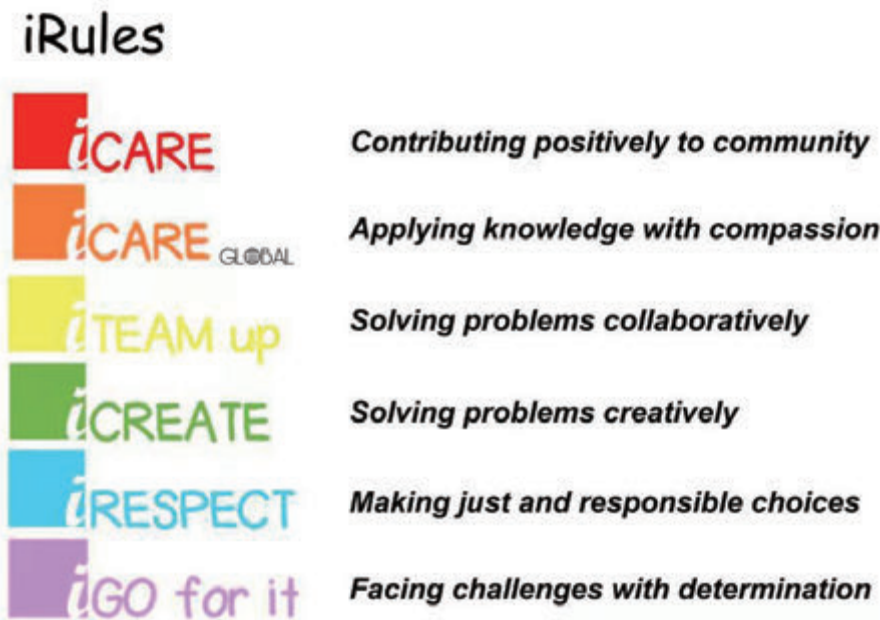 iRules
iCARE Contributing positively to community
iCARE GLOBAL Applying knowledge with compassion
iTEAM up Solving problems collaboratively
iCREATE Solving problems creatively
iRESPECT Making just and responsible choices
iGO for it Facing challenges with determination